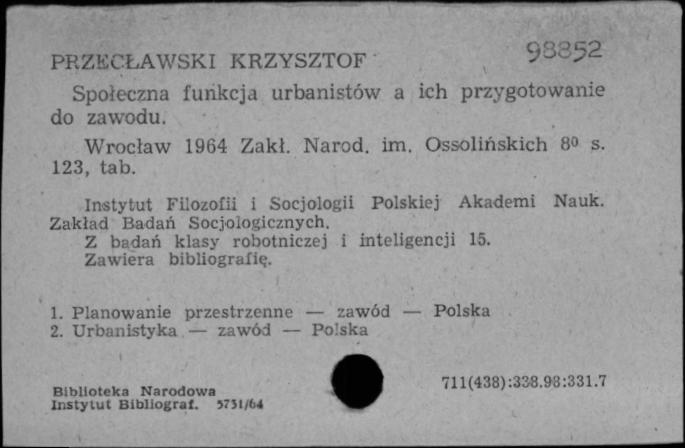 PRZECŁAWSKI KRZYSZTOF
98852
Społeczna funkcja urbanistów a ich przygotowanie
do zawodu.
Wrocław 1964 Zakł. Narod. im. Ossolińskich 8⁰ s.
123, tab.
Instytut Filozofii i Socjologii Polskiej Akademi Nauk.
Zakład Badań Socjologicznych.
Z badań klasy robotniczej i inteligencji 15.
Zawiera bibliografię.
1. Planowanie przestrzenne — zawód — Polska
2. Urbanistyka — zawód — Polska
711(438):338.98:331.7
Biblioteka Narodowa
Instytut Bibliograf. 5731/64